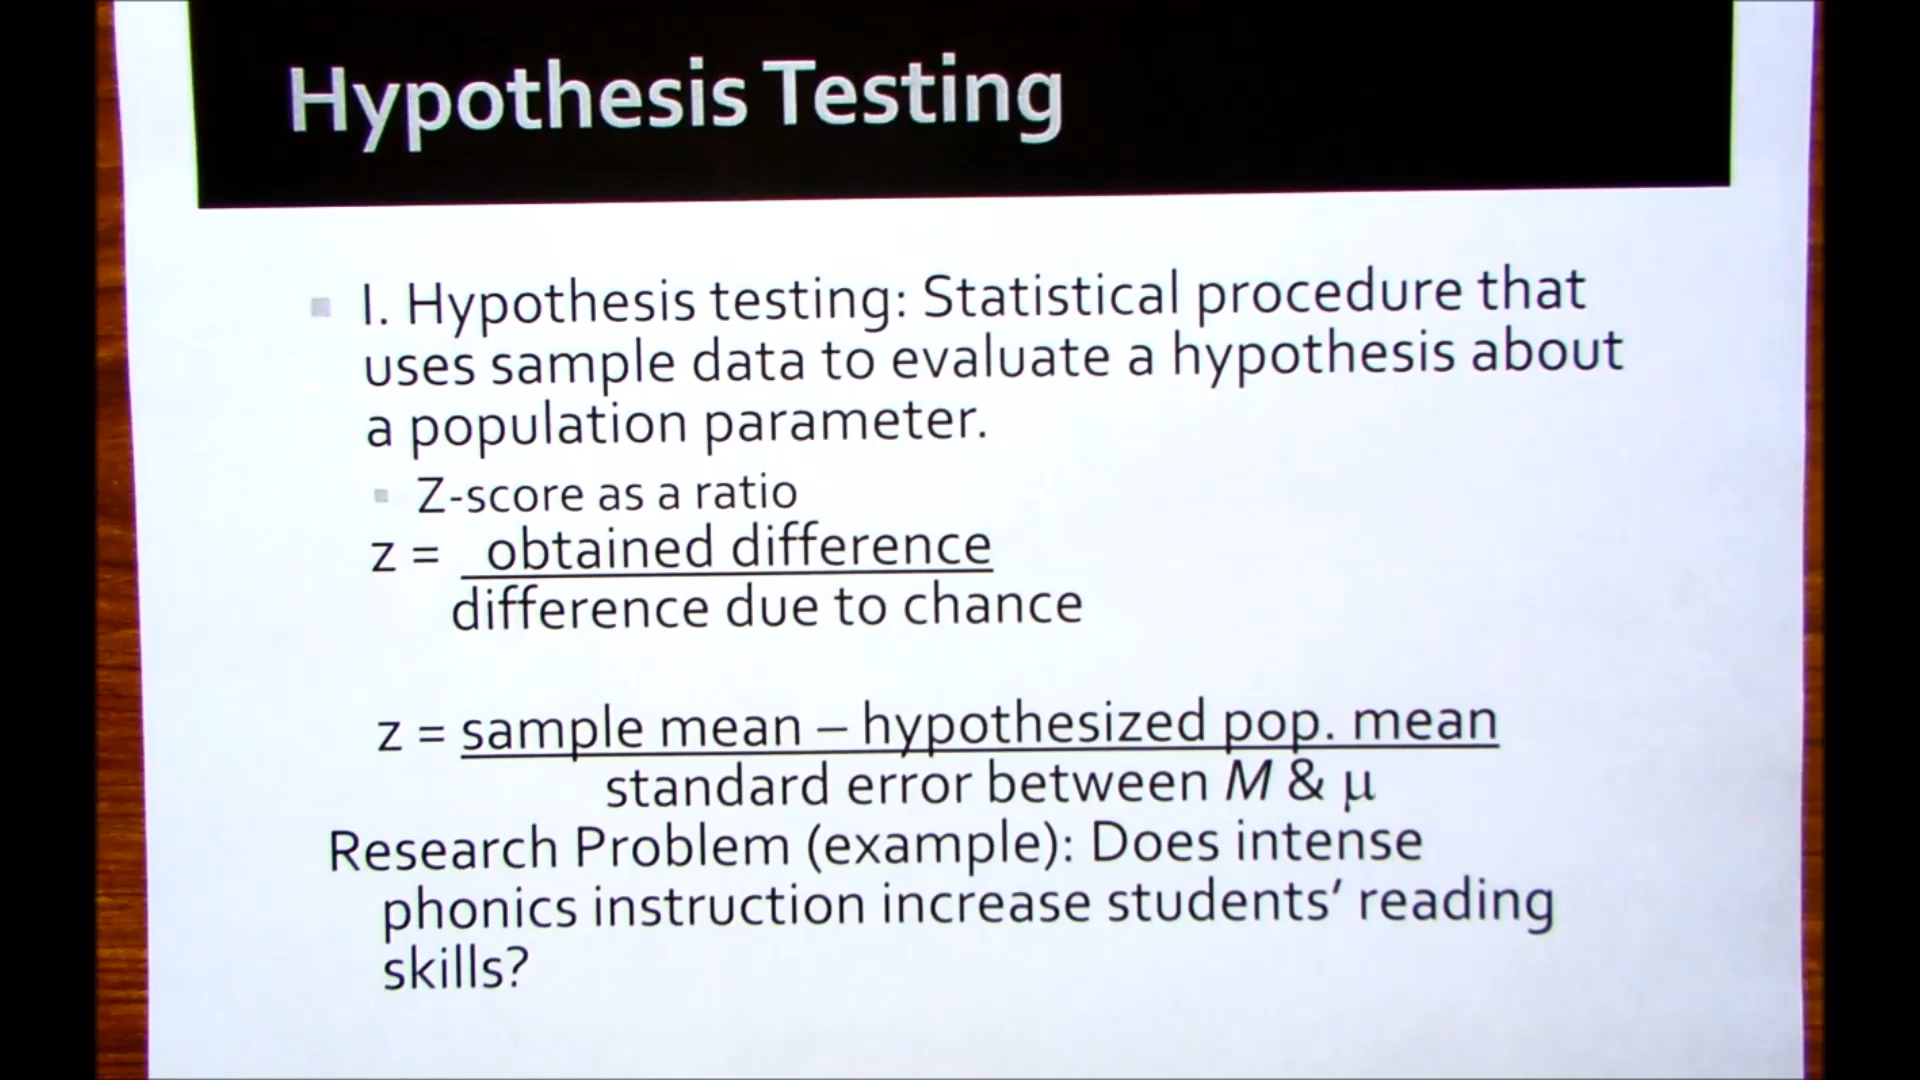 Hypothesis Testing
I. Hypothesis testing: Statistical procedure that
uses sample data to evaluate a hypothesis about
a population parameter.
Z-score as a ratio
z = obtained difference
difference due to chance
z = sample mean – hypothesized pop. mean
standard error between M & µ
Research Problem (example): Does intense
phonics instruction increase students’ reading
skills?